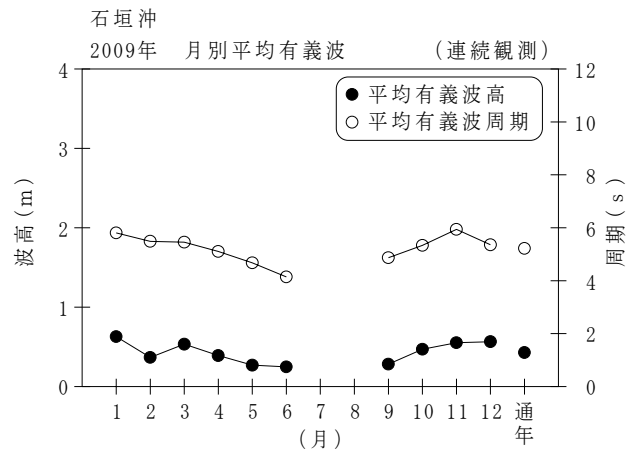 石垣沖
2009年 月別平均有義波 (連続観測)
平均有義波高
平均有義波周期
波高(m)
4
3
2
1
0
周期(s)
12
10
8
6
4
2
0
1 2 3 4 5 6 7 8 9 10 11 12 通年
(月)